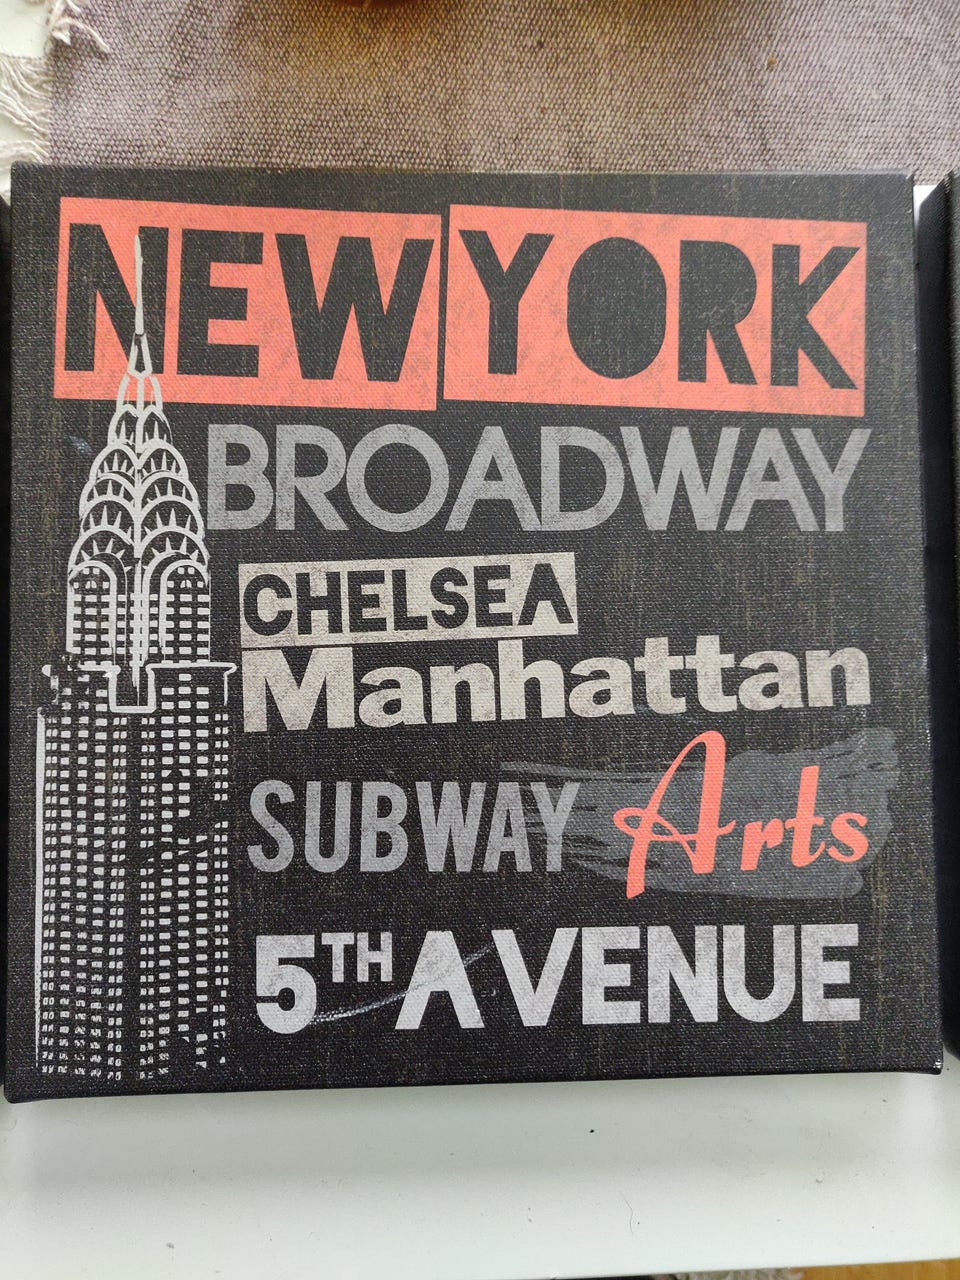 NEW YORK
BROADWAY
CHELSEA
Manhattan
SUBWAY Arts
5TH AVENUE